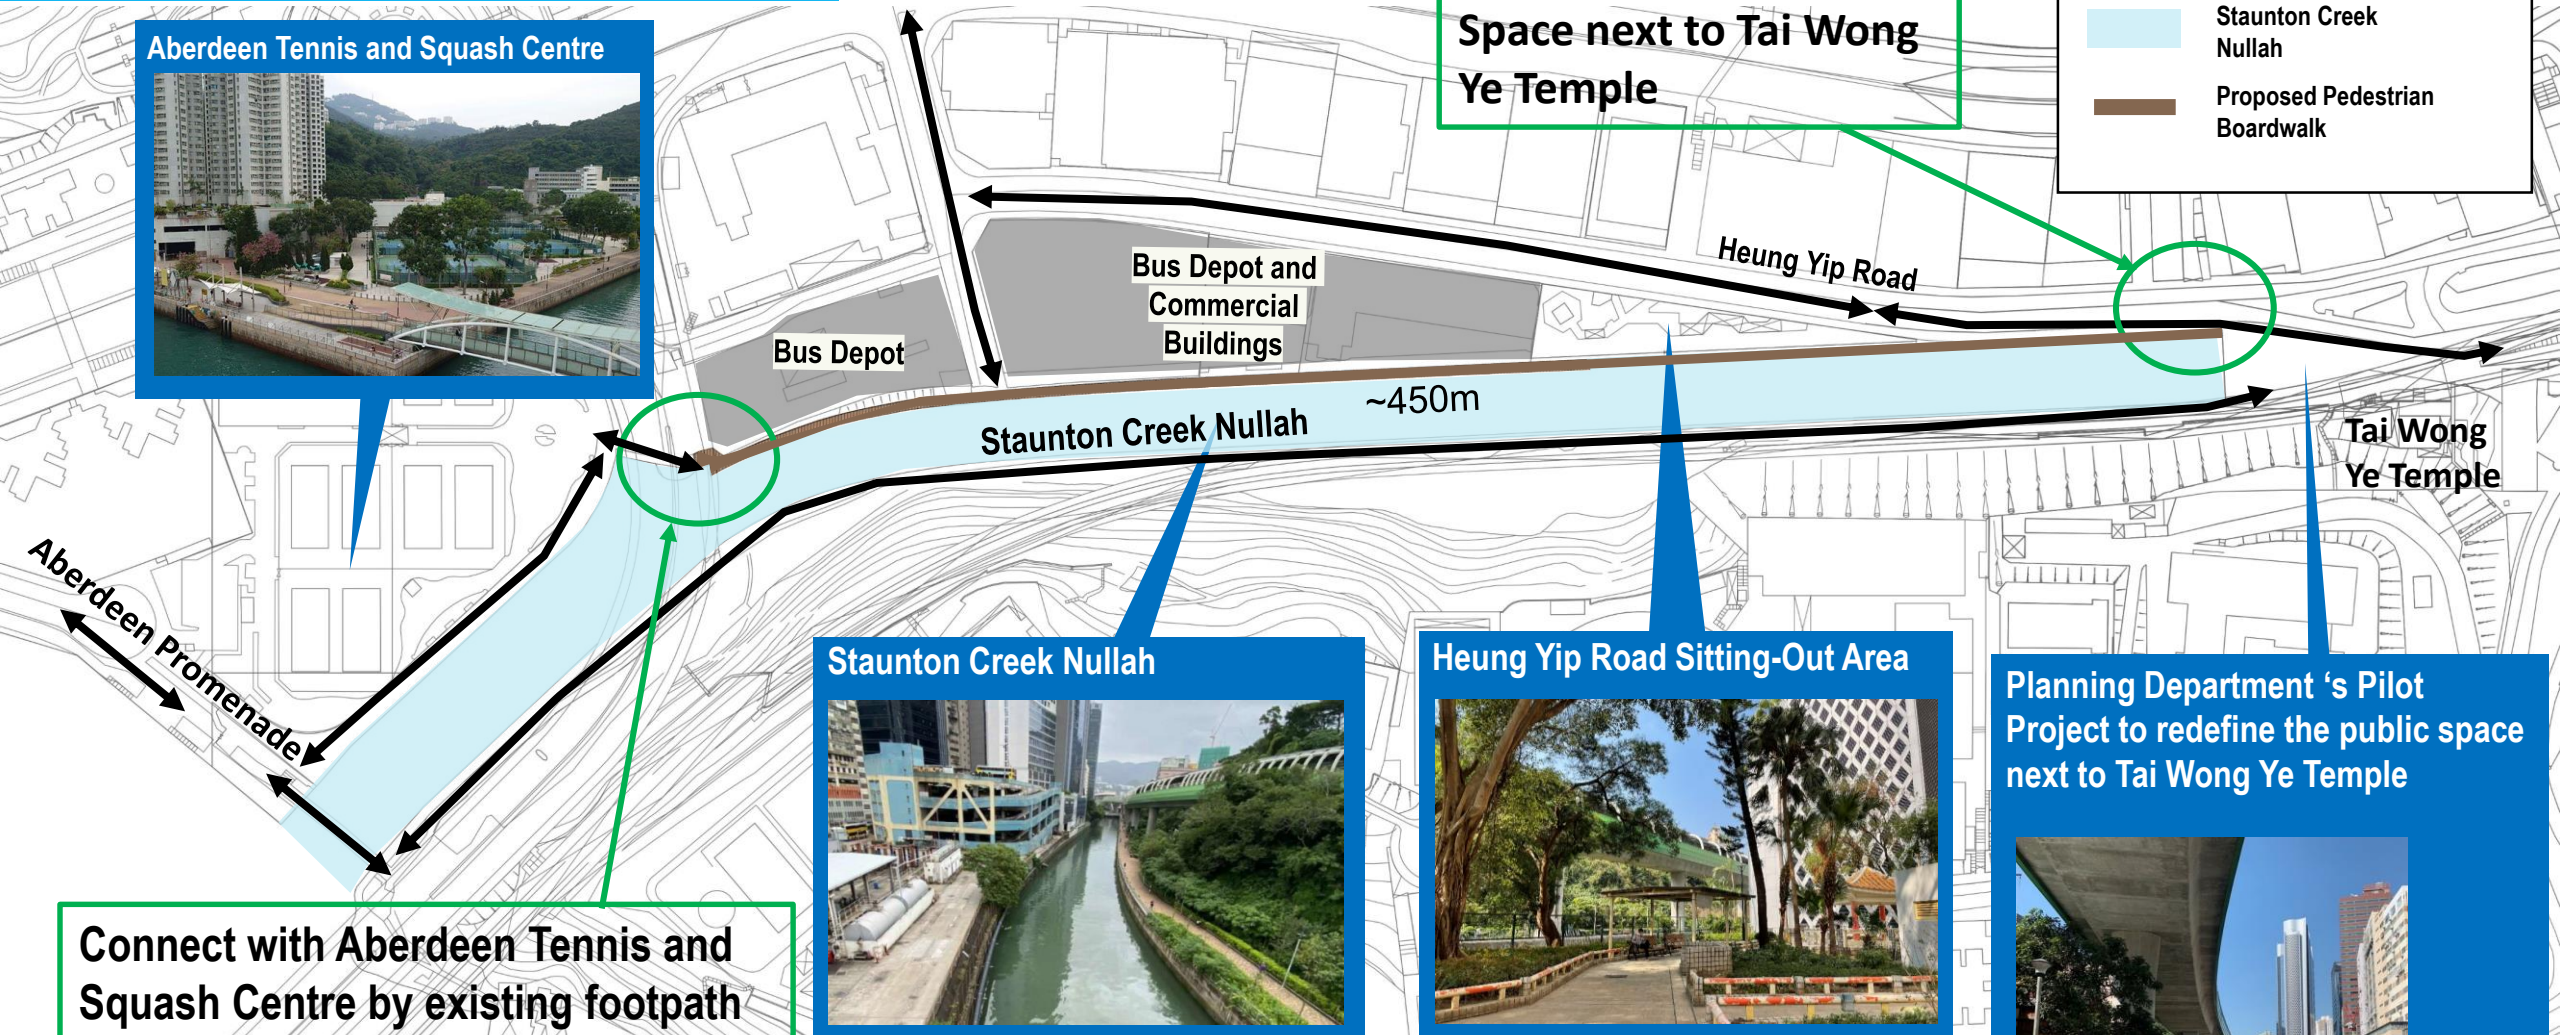 Aberdeen Tennis and Squash Centre
Space next to Tai Wong
Ye Temple
Staunton Creek
Nullah
Proposed Pedestrian
Boardwalk
Heung Yip Road
Bus Depot and
Commercial
Buildings
Bus Depot
~450m
Staunton Creek Nullah
Tai Wong
Ye Temple
Aberdeen Promenade
Staunton Creek Nullah
Heung Yip Road Sitting-Out Area
Planning Department ‘s Pilot
Project to redefine the public space
next to Tai Wong Ye Temple
Connect with Aberdeen Tennis and
Squash Centre by existing footpath